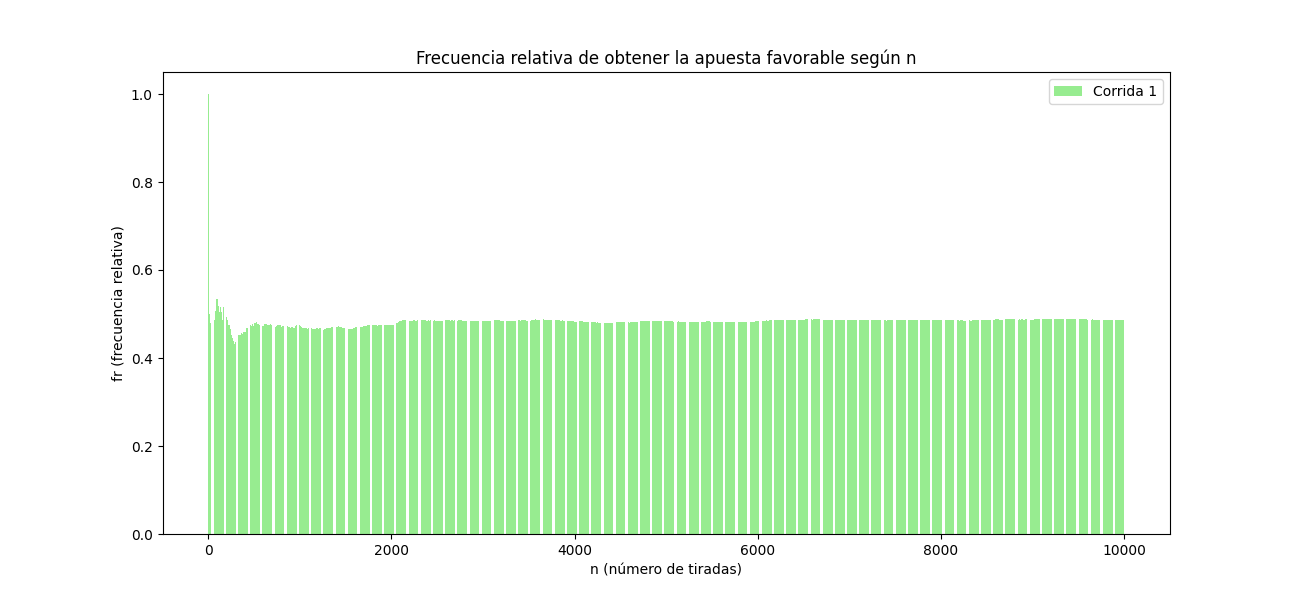 Frecuencia relativa de obtener la apuesta favorable según n
Corrida 1
fr (frecuencia relativa)
1.0
0.8
0.6
0.4
0.2
0.0
0 2000 4000 6000 8000 10000
n (número de tiradas)